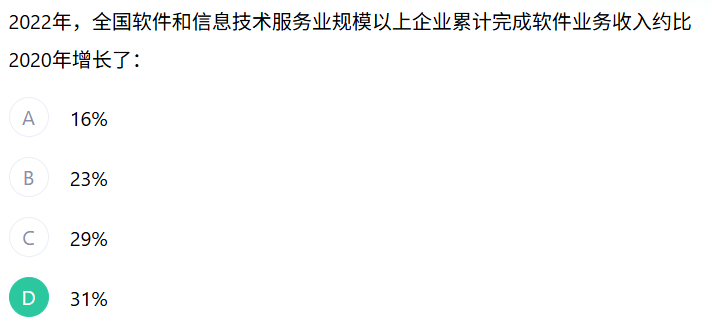 2022年，全国软件和信息技术服务业规模以上企业累计完成软件业务收入约比
2020年增长了：
A 16%
B 23%
C 29%
D 31%